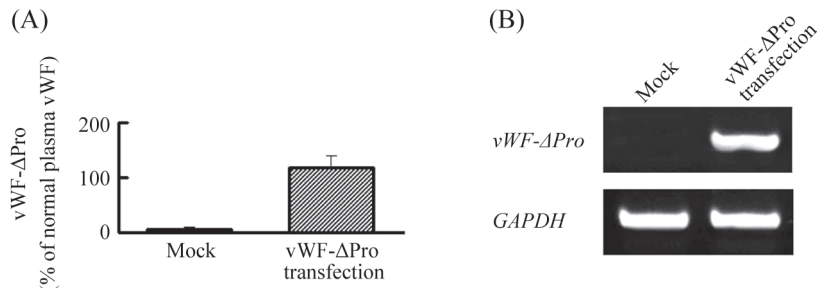 (A)
vWF-ΔPro
(% of normal plasma vWF)
200
100
0
Mock
vWF-ΔPro
transfection
(B)
Mock
vWF-ΔPro
transfection
vWF-ΔPro
GAPDH